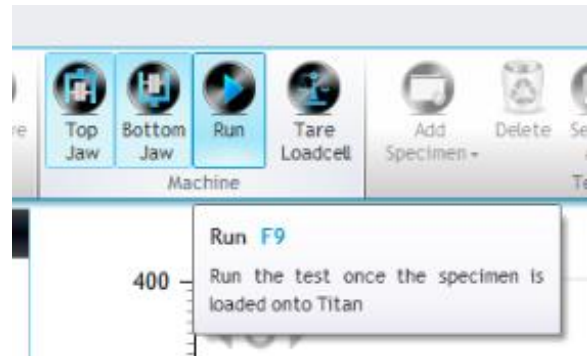 Top Jaw
Bottom Jaw
Run
Tare Loadcell
Add Specimen
Delete
Machine
Run F9
Run the test once the specimen is
loaded onto Titan
400